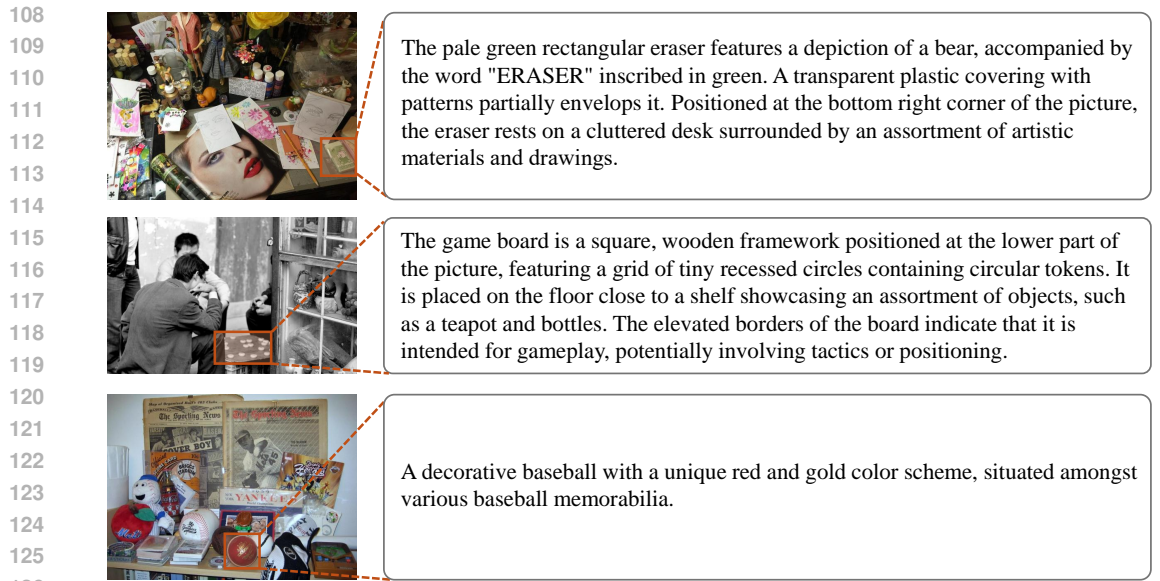 108
109
110
111
112
113
114
115
116
117
118
119
120
121
122
123
124
125
The pale green rectangular eraser features a depiction of a bear, accompanied by
the word "ERASER" inscribed in green. A transparent plastic covering with
patterns partially envelops it. Positioned at the bottom right corner of the picture,
the eraser rests on a cluttered desk surrounded by an assortment of artistic
materials and drawings.
The game board is a square, wooden framework positioned at the lower part of
the picture, featuring a grid of tiny recessed circles containing circular tokens. It
is placed on the floor close to a shelf showcasing an assortment of objects, such
as a teapot and bottles. The elevated borders of the board indicate that it is
intended for gameplay, potentially involving tactics or positioning.
The Sporting News
COVER BOY
YANKEES
A decorative baseball with a unique red and gold color scheme, situated amongst
various baseball memorabilia.